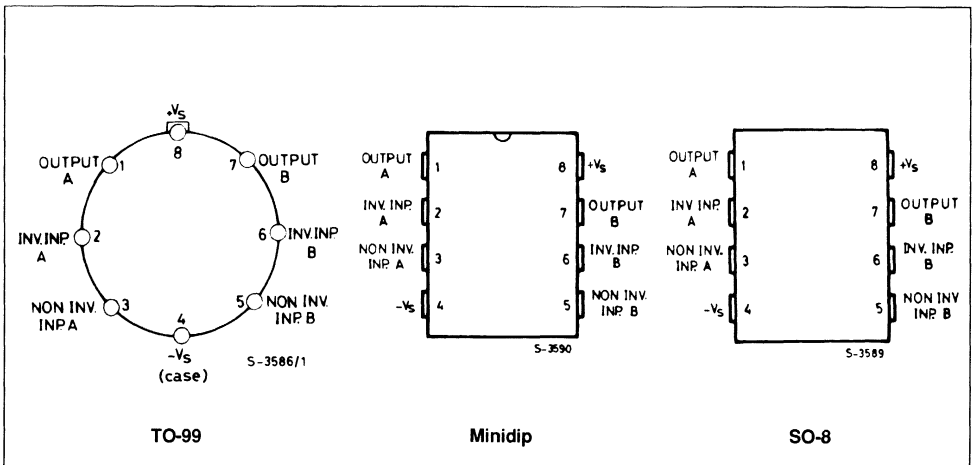 +Vs
8
OUTPUT
A
1
7
OUTPUT
B
INV.INP.
A
2
6
INV.INP.
B
NON INV.
INP.A
3
5
NON INV.
INP. B
4
-Vs
(case)
S-3586/1
TO-99
OUTPUT
A
1
8
+Vs
INV. INP.
A
2
7
OUTPUT
B
NON INV.
INP. A
3
6
INV.INP.
B
-Vs
4
5
NON INV.
INP. B
S-3590
Minidip
OUTPUT
A
1
8
+Vs
INV INP.
A
2
7
OUTPUT
B
NON INV.
INP. A
3
6
INV. INP.
B
-Vs
4
5
NON INV
INP. B
S-3589
SO-8